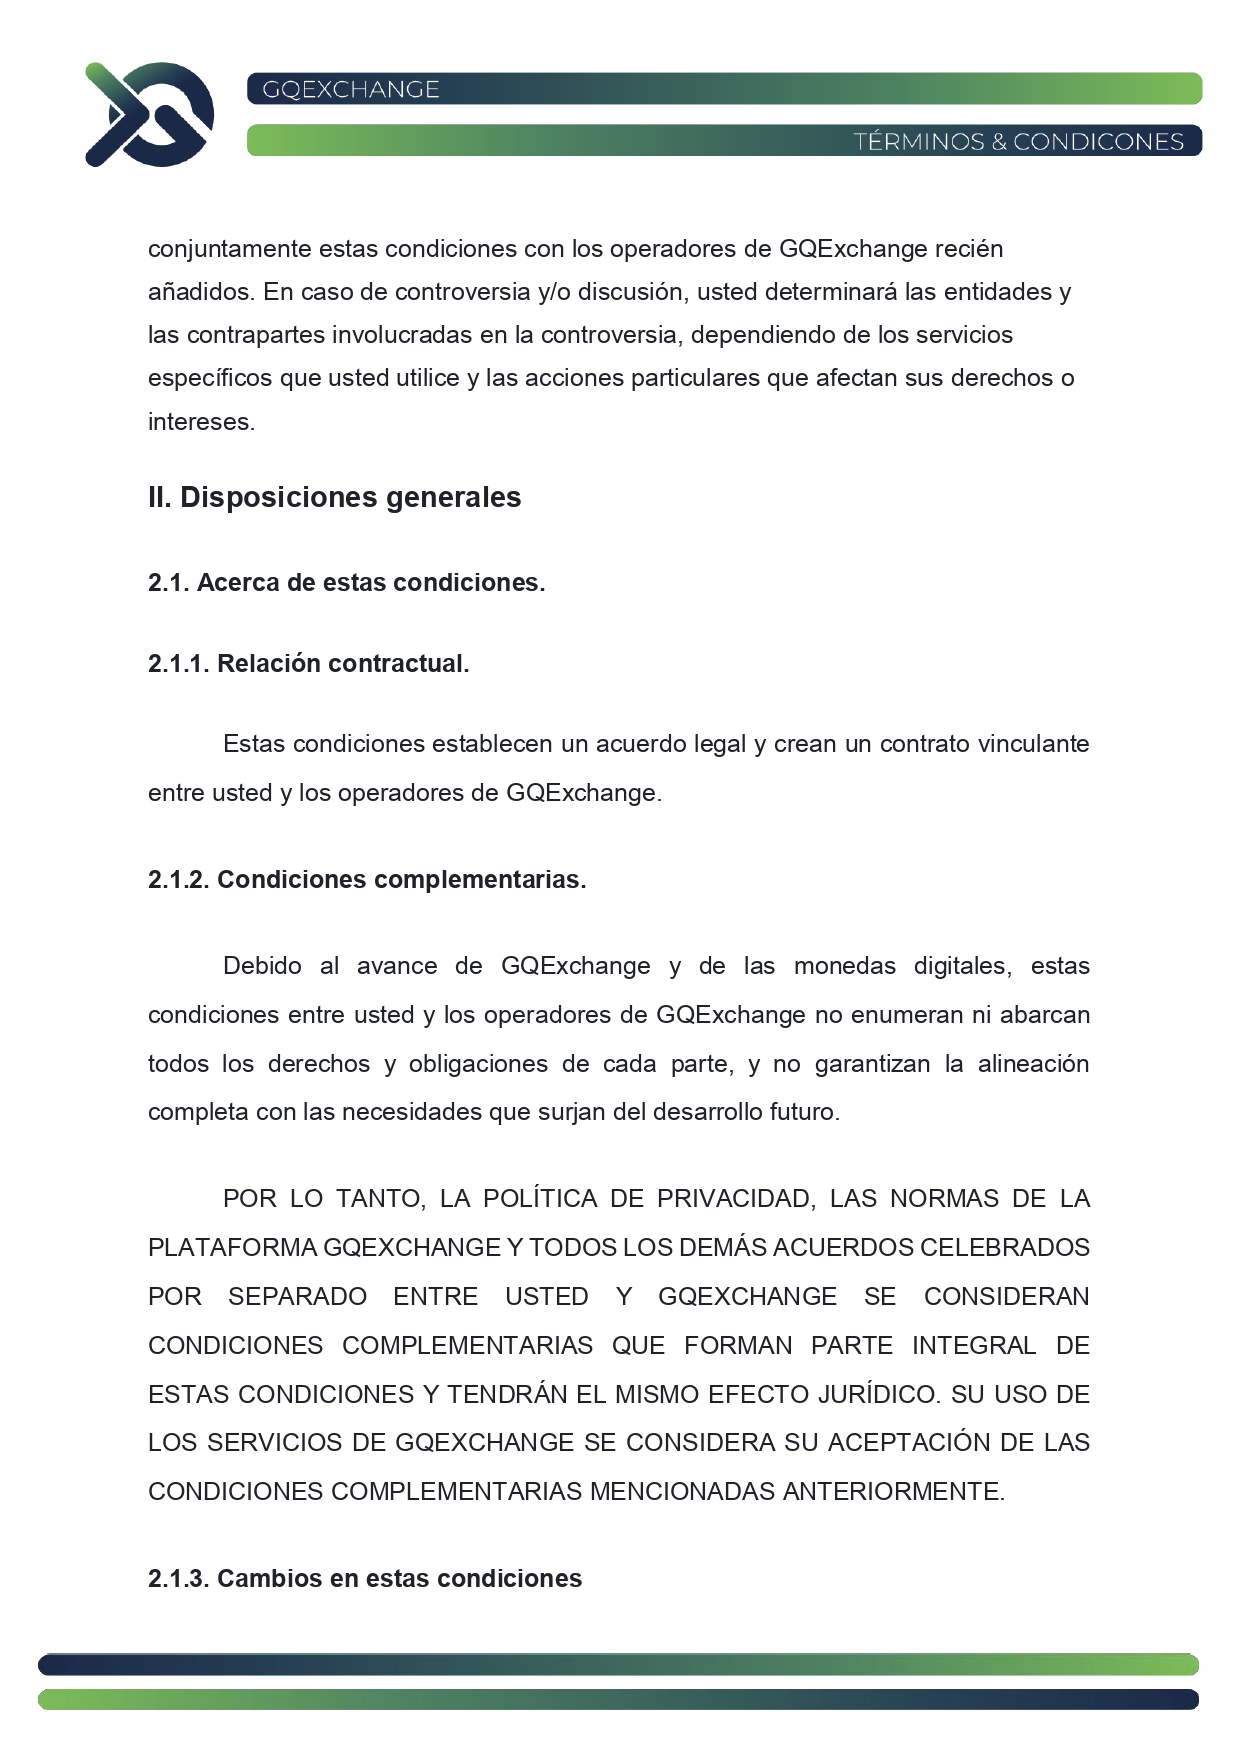 GQEXCHANGE
TÉRMINOS & CONDICONES
conjuntamente estas condiciones con los operadores de GQExchange recién
añadidos. En caso de controversia y/o discusión, usted determinará las entidades y
las contrapartes involucradas en la controversia, dependiendo de los servicios
específicos que usted utilice y las acciones particulares que afectan sus derechos o
intereses.
II. Disposiciones generales
2.1. Acerca de estas condiciones.
2.1.1. Relación contractual.
Estas condiciones establecen un acuerdo legal y crean un contrato vinculante
entre usted y los operadores de GQExchange.
2.1.2. Condiciones complementarias.
Debido al avance de GQExchange y de las monedas digitales, estas
condiciones entre usted y los operadores de GQExchange no enumeran ni abarcan
todos los derechos y obligaciones de cada parte, y no garantizan la alineación
completa con las necesidades que surjan del desarrollo futuro.
POR LO TANTO, LA POLÍTICA DE PRIVACIDAD, LAS NORMAS DE LA
PLATAFORMA GQEXCHANGE Y TODOS LOS DEMÁS ACUERDOS CELEBRADOS
POR SEPARADO ENTRE USTED Y GQEXCHANGE SE CONSIDERAN
CONDICIONES COMPLEMENTARIAS QUE FORMAN PARTE INTEGRAL DE
ESTAS CONDICIONES Y TENDRÁN EL MISMO EFECTO JURÍDICO. SU USO DE
LOS SERVICIOS DE GQEXCHANGE SE CONSIDERA SU ACEPTACIÓN DE LAS
CONDICIONES COMPLEMENTARIAS MENCIONADAS ANTERIORMENTE.
2.1.3. Cambios en estas condiciones